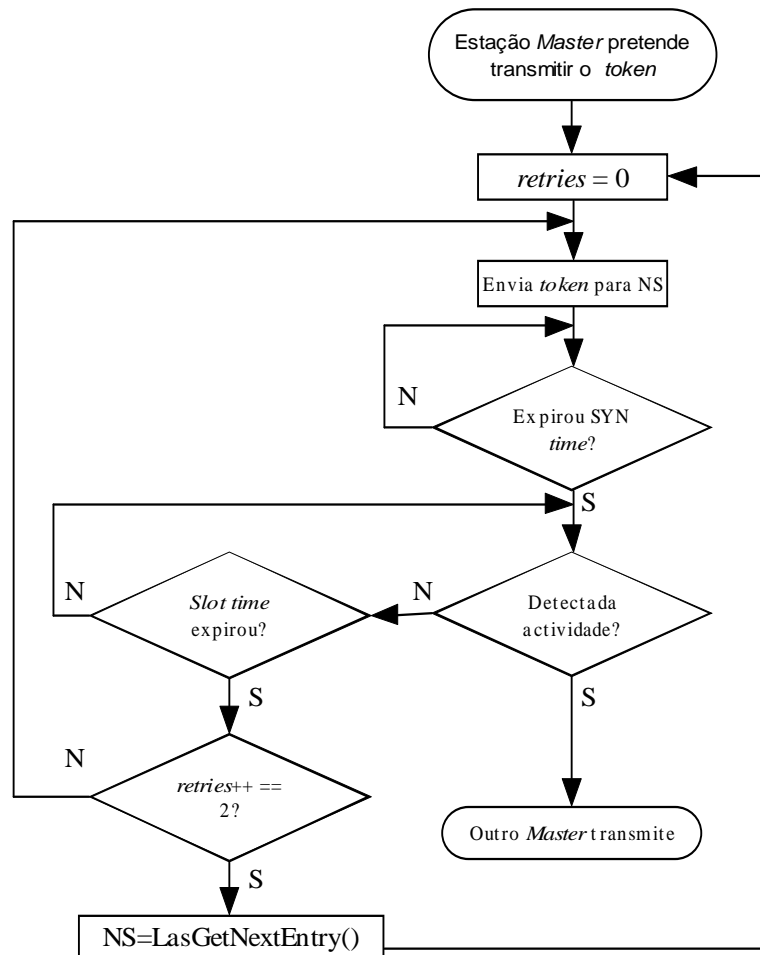 Estação Master pretende
transmitir o token
retries = 0
Envia token para NS
N
Expirou SYN
time?
S
N
Slot time
expirou?
N
Detectada
actividade?
S
S
N
retries++ ==
2?
Outro Master transmite
S
NS=LasGetNextEntry()